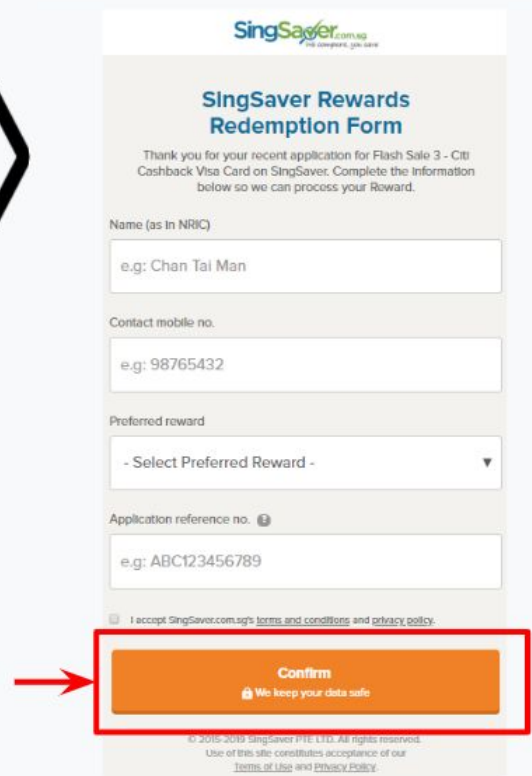 SingSaver.com.sg
We compare, you save
SingSaver Rewards
Redemption Form
Thank you for your recent application for Flash Sale 3 - Citi
Cashback Visa Card on SingSaver. Complete the information
below so we can process your Reward.
Name (as in NRIC)
e.g: Chan Tai Man
Contact mobile no.
e.g: 98765432
Preferred reward
- Select Preferred Reward -
Application reference no. ?
e.g: ABC123456789
I accept SingSaver.com.sg's terms and conditions and privacy policy.
Confirm
We keep your data safe
© 2015-2019 SingSaver PTE LTD. All rights reserved.
Use of this site constitutes acceptance of our
Terms of Use and Privacy Policy.